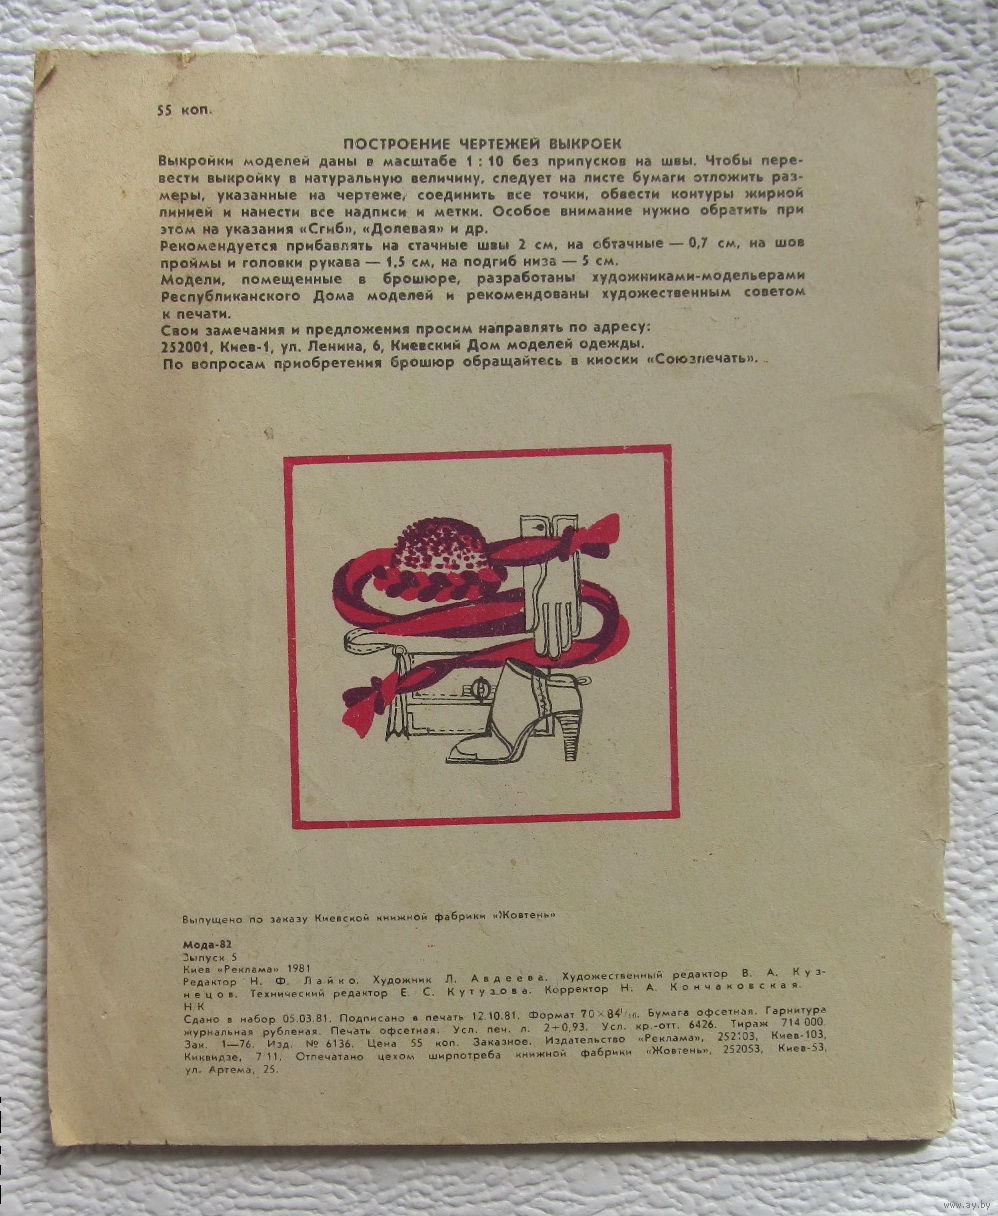 55 коп.
ПОСТРОЕНИЕ ЧЕРТЕЖЕЙ ВЫКРОЕК
Выкройки моделей даны в масштабе 1 : 10 без припусков на швы. Чтобы пере-
вести выкройку в натуральную величину, следует на листе бумаги отложить раз-
меры, указанные на чертеже, соединить все точки, обвести контуры жирной
линией и нанести все надписи и метки. Особое внимание нужно обратить при
этом на указания «Сгиб», «Долевая» и др.
Рекомендуется прибавлять на стачные швы 2 см, на обтачные — 0,7 см, на шов
проймы и головки рукава — 1,5 см, на подгиб низа — 5 см.
Модели, помещенные в брошюре, разработаны художниками-модельерами
Республиканского Дома моделей и рекомендованы художественным советом
к печати.
Свои замечания и предложения просим направлять по адресу:
252001, Киев-1, ул. Ленина, 6, Киевский Дом моделей одежды.
По вопросам приобретения брошюр обращайтесь в киоски «Союзпечать».
Выпущено по заказу Киевской книжной фабрики «Жовтень»
Мода-82
Выпуск 5
Киев «Реклама» 1981
Редактор Н. Ф. Лайко. Художник Л. Авдеева. Художественный редактор В. А. Куз-
нецов. Технический редактор Е. С. Кутузова. Корректор Н. А. Кончаковская.
Н К
Сдано в набор 05.03.81. Подписано в печать 12.10.81. Формат 70×84¹/₁₆. Бумага офсетная. Гарнитура
журнальная рубленая. Печать офсетная. Усл. печ. л. 2+0,93. Усл. кр.-отт. 6426. Тираж 714 000.
Зак. 1—76. Изд. № 6136. Цена 55 коп. Заказное. Издательство «Реклама», 252103, Киев-103,
Киквидзе, 7/11. Отпечатано цехом ширпотреба книжной фабрики «Жовтень», 252053, Киев-53,
ул. Артема, 25.
www.ay.by